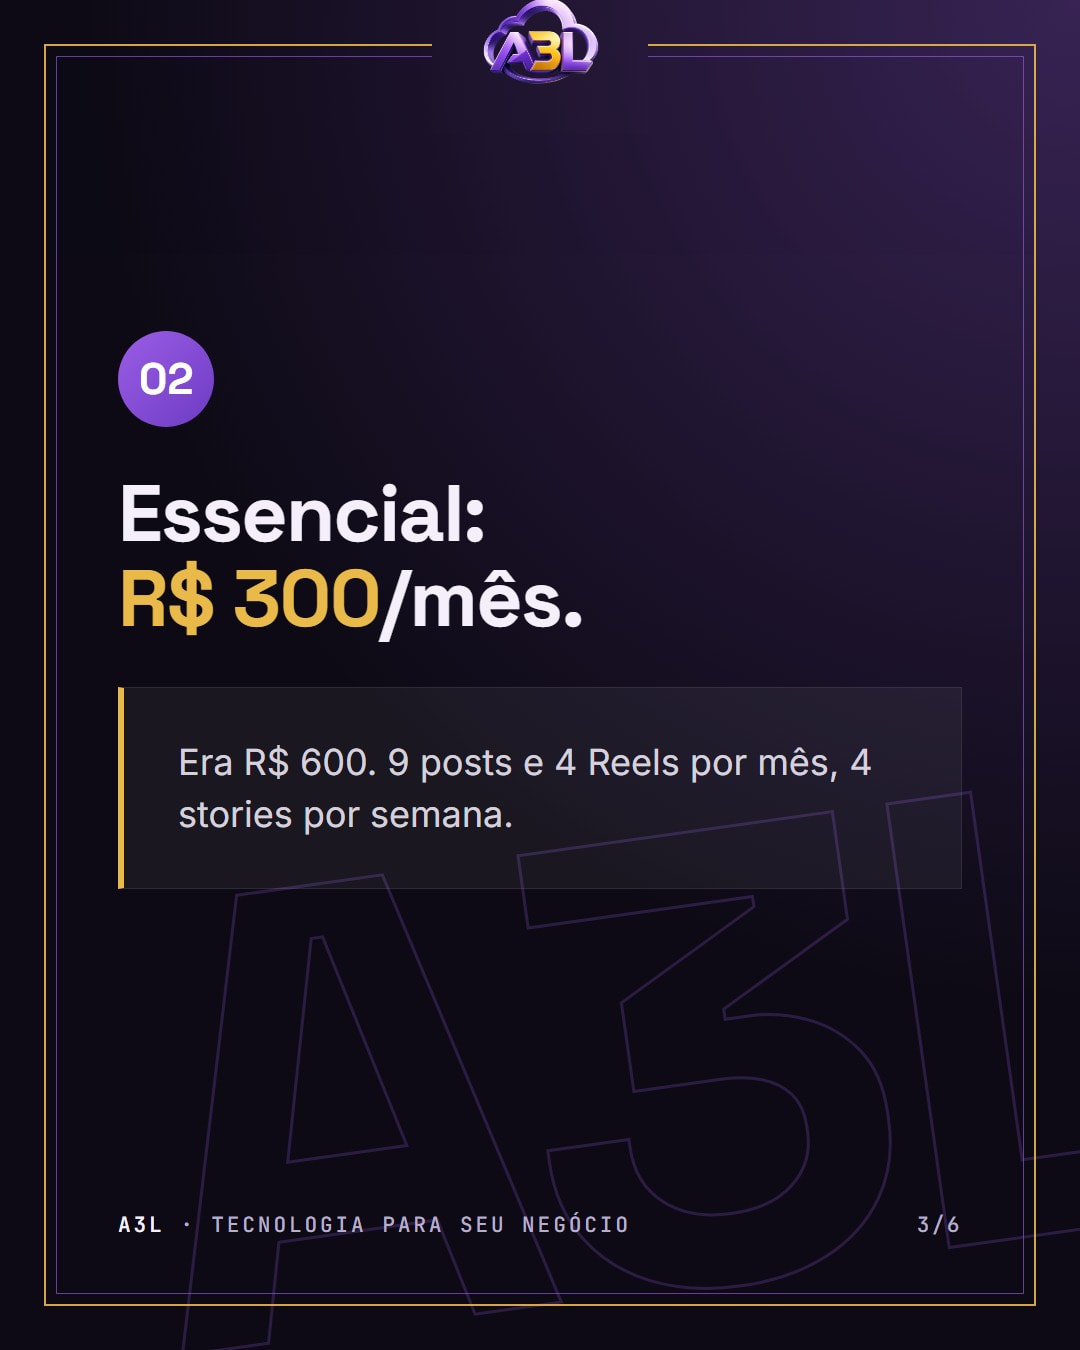 A3L
02
Essencial:
R$ 300/mês.
Era R$ 600. 9 posts e 4 Reels por mês, 4
stories por semana.
A3L
A3L · TECNOLOGIA PARA SEU NEGÓCIO
3/6